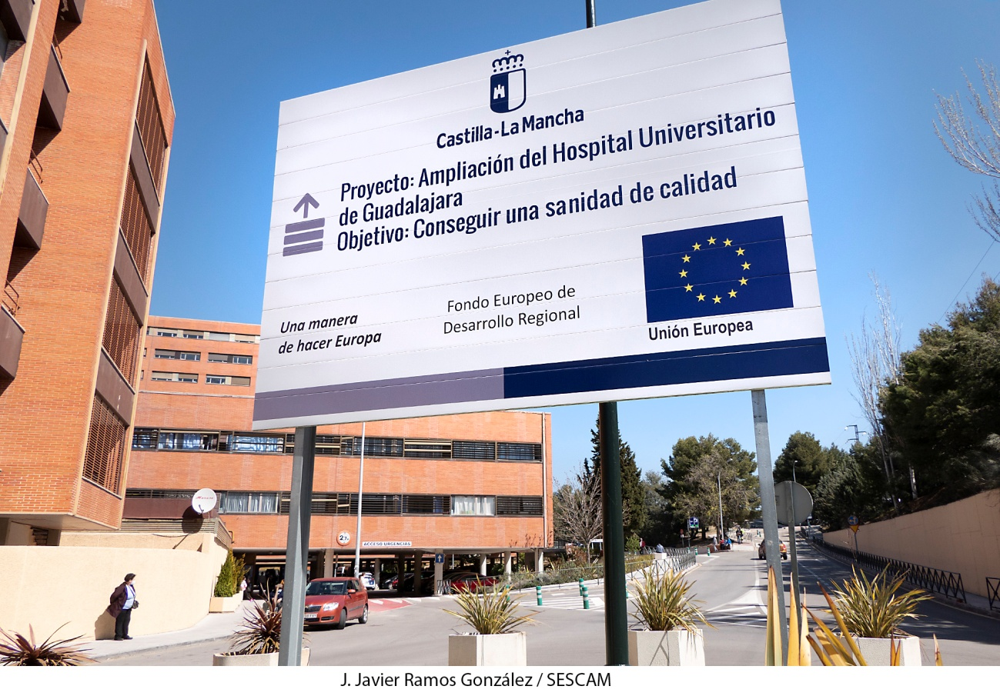 Castilla-La Mancha
Proyecto: Ampliación del Hospital Universitario
de Guadalajara
Objetivo: Conseguir una sanidad de calidad
Una manera
de hacer Europa
Fondo Europeo de
Desarrollo Regional
Unión Europea
ACCESO URGENCIAS
J. Javier Ramos González / SESCAM